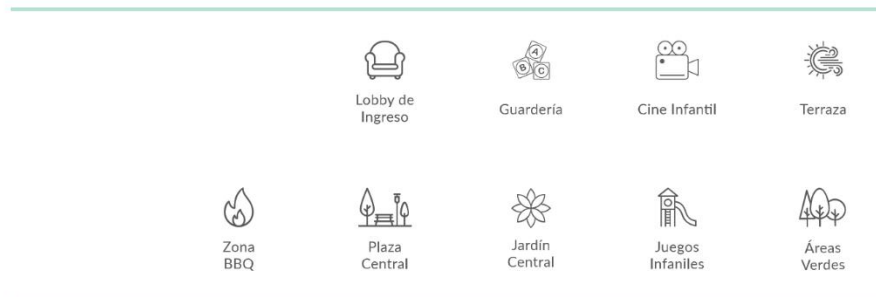 A
B
C
Lobby de
Ingreso
Guardería
Cine Infantil
Terraza
Zona
BBQ
Plaza
Central
Jardín
Central
Juegos
Infaniles
Áreas
Verdes